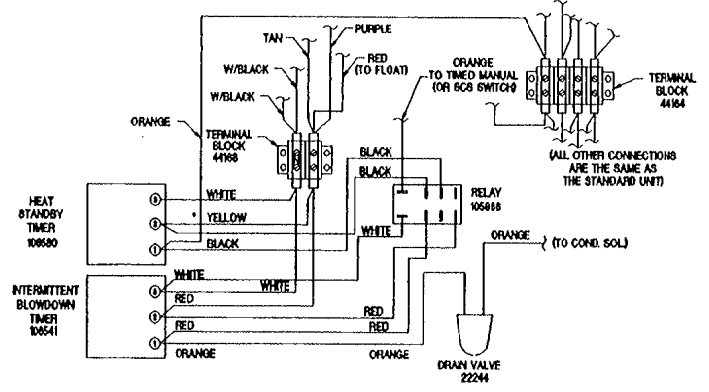 PURPLE
TAN
RED
(TO FLOAT)
W/BLACK
W/BLACK
ORANGE
TO TIMED MANUAL
(OR SCS SWITCH)
TERMINAL
BLOCK
44164
ORANGE
TERMINAL
BLOCK
44168
BLACK
BLACK
(ALL OTHER CONNECTIONS
ARE THE SAME AS
THE STANDARD UNIT)
HEAT
STANDBY
TIMER
WHITE
YELLOW
BLACK
WHITE
RELAY
3
1
ORANGE
(TO COND. SOL.)
INTERMITTENT
BLOWDOWN
TIMER
106541
WHITE
WHITE
RED
RED
RED
RED
ORANGE
ORANGE
1
DRAIN VALVE
22244